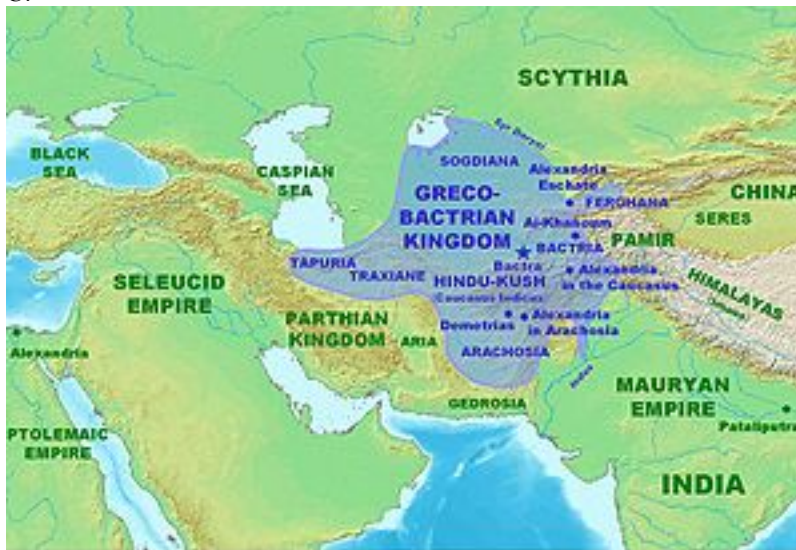 SCYTHIA
Syr Darya
BLACK
SEA
CASPIAN
SEA
SOGDIANA
Alexandria
Eschate
FERGHANA
CHINA
SERES
GRECO-
BACTRIAN
KINGDOM
Ai-Khanoum
BACTRIA
PAMIR
Bactra
TAPURIA
TRAXIANE
HINDU-KUSH
Caucasus Indicus
Alexandria
in the Caucasus
HIMALAYAS
SELEUCID
EMPIRE
PARTHIAN
KINGDOM
ARIA
Demetrias
Alexandria
in Arachosia
ARACHOSIA
Alexandria
Indus
GEDROSIA
MAURYAN
EMPIRE
Pataliputra
PTOLEMAIC
EMPIRE
INDIA